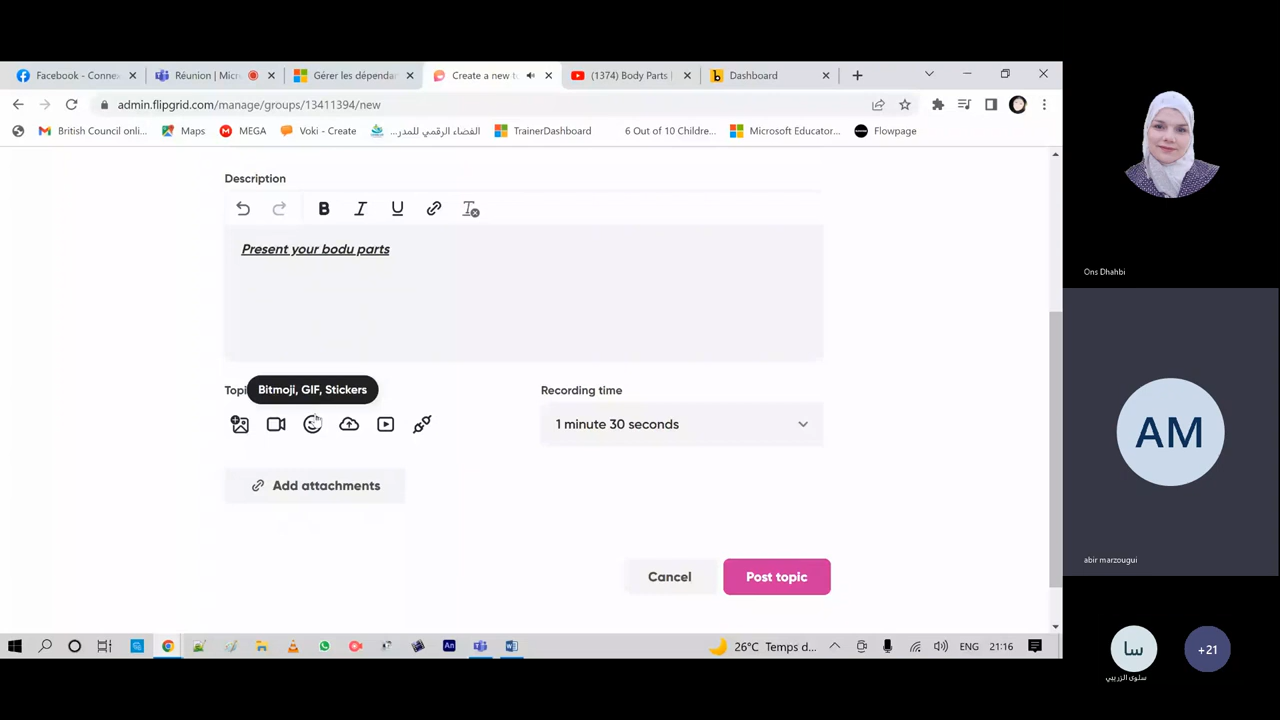 Facebook - Connex
Réunion | Micr
Gérer les dépendan
Create a new t
(1374) Body Parts |
Dashboard
admin.flipgrid.com/manage/groups/13411394/new
British Council onli...
Maps
MEGA
Voki - Create
الفضاء الرقمي للمدر...
TrainerDashboard
6 Out of 10 Childre...
Microsoft Educator...
Flowpage
Description
B I U
Present your bodu parts
Topi
Bitmoji, GIF, Stickers
Recording time
1 minute 30 seconds
Add attachments
Cancel
Post topic
26°C Temps d...
ENG
21:16
Ons Dhahbi
AM
abir marzougui
سا
+21
سلوى الزريبي